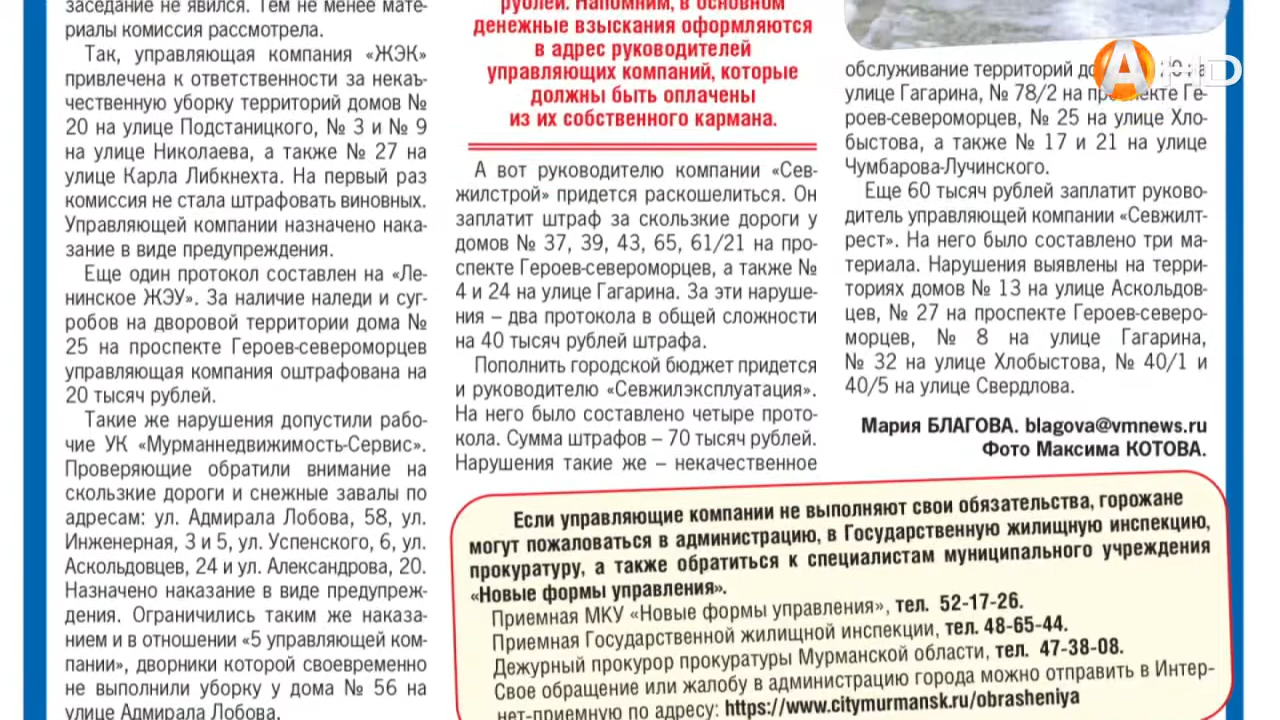 заседание не явился. Тем не менее мате-
риалы комиссия рассмотрела.
Так, управляющая компания «ЖЭК»
привлечена к ответственности за некаъ-
чественную уборку территорий домов №
20 на улице Подстаницкого, № 3 и № 9
на улице Николаева, а также № 27 на
улице Карла Либкнехта. На первый раз
комиссия не стала штрафовать виновных.
Управляющей компании назначено нака-
зание в виде предупреждения.
Еще один протокол составлен на «Ле-
нинское ЖЭУ». За наличие наледи и суг-
робов на дворовой территории дома №
25 на проспекте Героев-североморцев
управляющая компания оштрафована на
20 тысяч рублей.
Такие же нарушения допустили рабо-
чие УК «Мурманнедвижимость-Сервис».
Проверяющие обратили внимание на
скользкие дороги и снежные завалы по
адресам: ул. Адмирала Лобова, 58, ул.
Инженерная, 3 и 5, ул. Успенского, 6, ул.
Аскольдовцев, 24 и ул. Александрова, 20.
Назначено наказание в виде предупреж-
дения. Ограничились таким же наказа-
нием и в отношении «5 управляющей ком-
пании», дворники которой своевременно
не выполнили уборку у дома № 56 на
улице Адмирала Лобова.
рублей. Напомним, в основном
денежные взыскания оформляются
в адрес руководителей
управляющих компаний, которые
должны быть оплачены
из их собственного кармана.
А вот руководителю компании «Сев-
жилстрой» придется раскошелиться. Он
заплатит штраф за скользкие дороги у
домов № 37, 39, 43, 65, 61/21 на про-
спекте Героев-североморцев, а также №
4 и 24 на улице Гагарина. За эти наруше-
ния – два протокола в общей сложности
на 40 тысяч рублей штрафа.
Пополнить городской бюджет придется
и руководителю «Севжилэксплуатация».
На него было составлено четыре прото-
кола. Сумма штрафов – 70 тысяч рублей.
Нарушения такие же – некачественное
обслуживание территорий на
улице Гагарина, № 78/2 на проспекте Ге-
роев-североморцев, № 25 на улице Хло-
быстова, а также № 17 и 21 на улице
Чумбарова-Лучинского.
Еще 60 тысяч рублей заплатит руково-
дитель управляющей компании «Севжилт-
рест». На него было составлено три ма-
териала. Нарушения выявлены на терри-
ториях домов № 13 на улице Аскольдов-
цев, № 27 на проспекте Героев-северо-
морцев, № 8 на улице Гагарина,
№ 32 на улице Хлобыстова, № 40/1 и
40/5 на улице Свердлова.
Мария БЛАГОВА. blagova@vmnews.ru
Фото Максима КОТОВА.
Если управляющие компании не выполняют свои обязательства, горожане
могут пожаловаться в администрацию, в Государственную жилищную инспекцию,
прокуратуру, а также обратиться к специалистам муниципального учреждения
«Новые формы управления».
Приемная МКУ «Новые формы управления», тел. 52-17-26.
Приемная Государственной жилищной инспекции, тел. 48-65-44.
Дежурный прокурор прокуратуры Мурманской области, тел. 47-38-08.
Свое обращение или жалобу в администрацию города можно отправить в Интер-
нет-приемную по адресу: https://www.citymurmansk.ru/obrasheniya
А HD